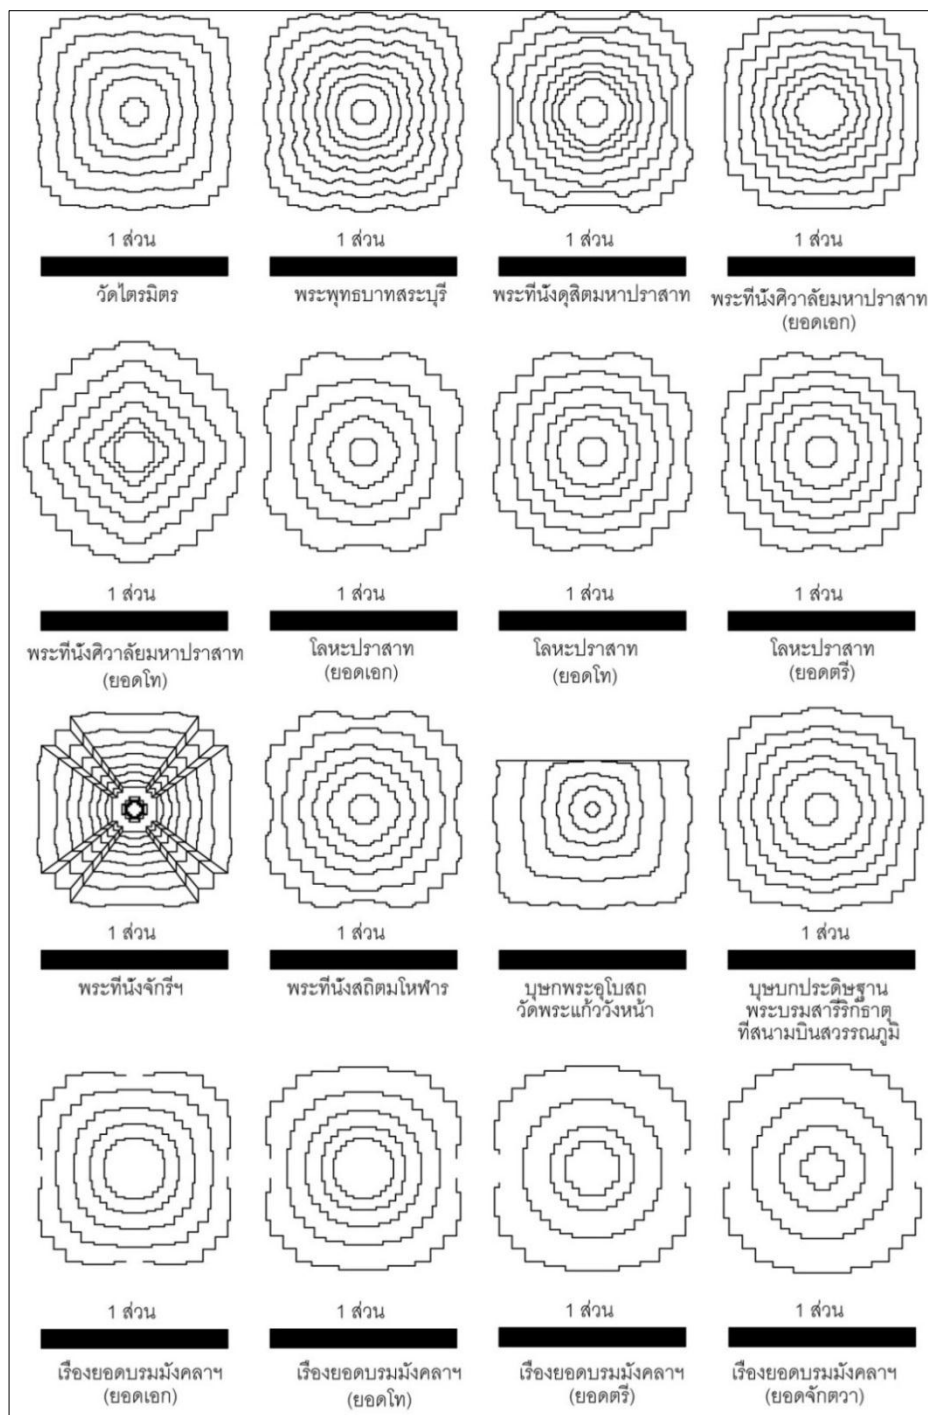 1 ส่วน
1 ส่วน
1 ส่วน
1 ส่วน
วัดไตรมิตร
พระพุทธบาทสระบุรี
พระที่นั่งดุสิตมหาปราสาท
พระที่นั่งศิวาลัยมหาปราสาท
(ยอดเอก)
1 ส่วน
1 ส่วน
1 ส่วน
1 ส่วน
พระที่นั่งศิวาลัยมหาปราสาท
(ยอดโท)
โลหะปราสาท
(ยอดเอก)
โลหะปราสาท
(ยอดโท)
โลหะปราสาท
(ยอดตรี)
1 ส่วน
1 ส่วน
1 ส่วน
พระที่นั่งจักรีฯ
พระที่นั่งสถิตมโหฬาร
บุษกพระอุโบสถ
วัดพระแก้ววังหน้า
บุษบกประดิษฐาน
พระบรมสารีริกธาตุ
ที่สนามบินสวรรณภูมิ
1 ส่วน
1 ส่วน
1 ส่วน
1 ส่วน
เรื่องยอดบรมมังคลาฯ
(ยอดเอก)
เรื่องยอดบรมมังคลาฯ
(ยอดโท)
เรื่องยอดบรมมังคลาฯ
(ยอดตรี)
เรื่องยอดบรมมังคลาฯ
(ยอดจักตวา)